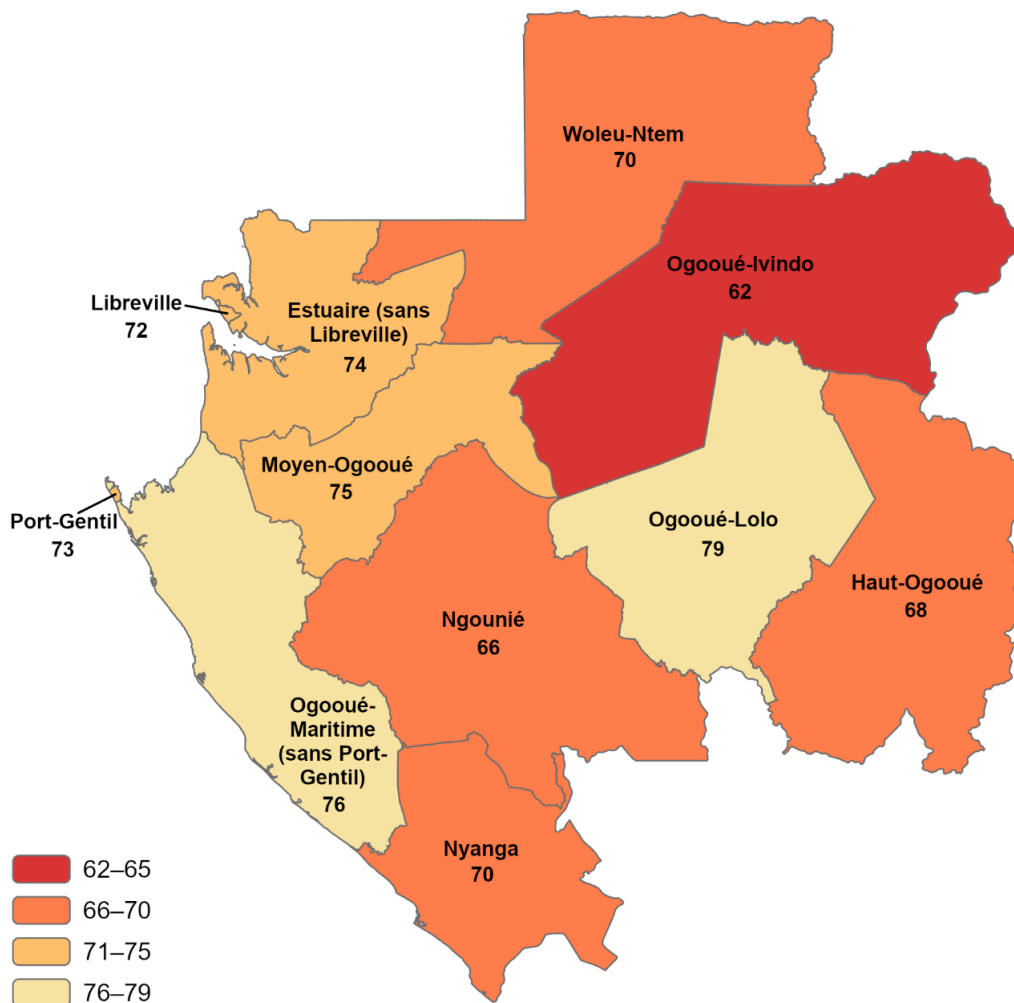 Woleu-Ntem
70
Ogooué-Ivindo
62
Libreville
72
Estuaire (sans
Libreville)
74
Moyen-Ogooué
75
Port-Gentil
73
Ogooué-Lolo
79
Haut-Ogooué
68
Ngounié
66
Ogooué-
Maritime
(sans Port-
Gentil)
76
Nyanga
70
62–65
66–70
71–75
76–79